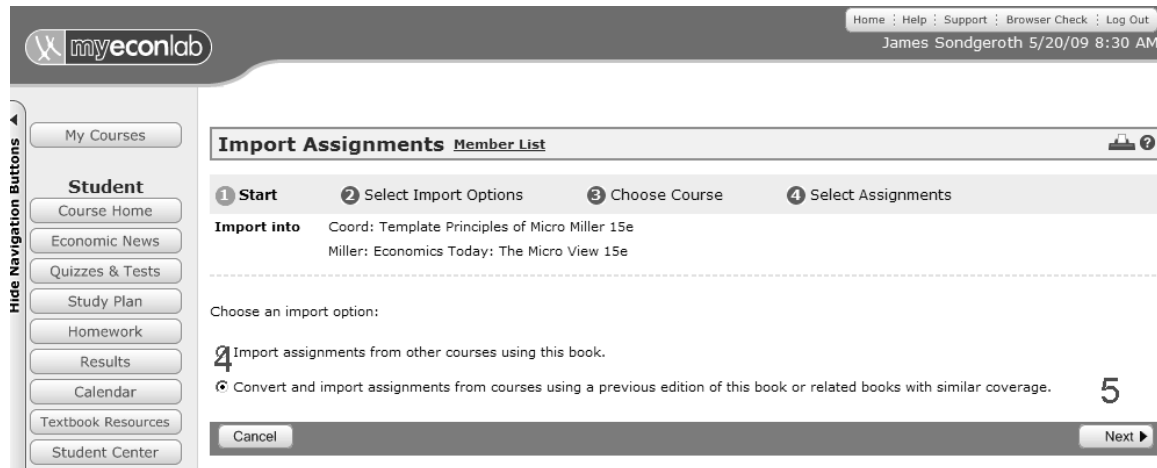 Home Help Support Browser Check Log Out
myeconlab
James Sondgeroth 5/20/09 8:30 AM
Hide Navigation Buttons
My Courses
Import Assignments Member List
Student
1 Start 2 Select Import Options 3 Choose Course 4 Select Assignments
Course Home
Import into Coord: Template Principles of Micro Miller 15e
Economic News
Miller: Economics Today: The Micro View 15e
Quizzes & Tests
Study Plan
Choose an import option:
Homework
4 Import assignments from other courses using this book.
Results
Convert and import assignments from courses using a previous edition of this book or related books with similar coverage. 5
Calendar
Textbook Resources
Cancel Next
Student Center